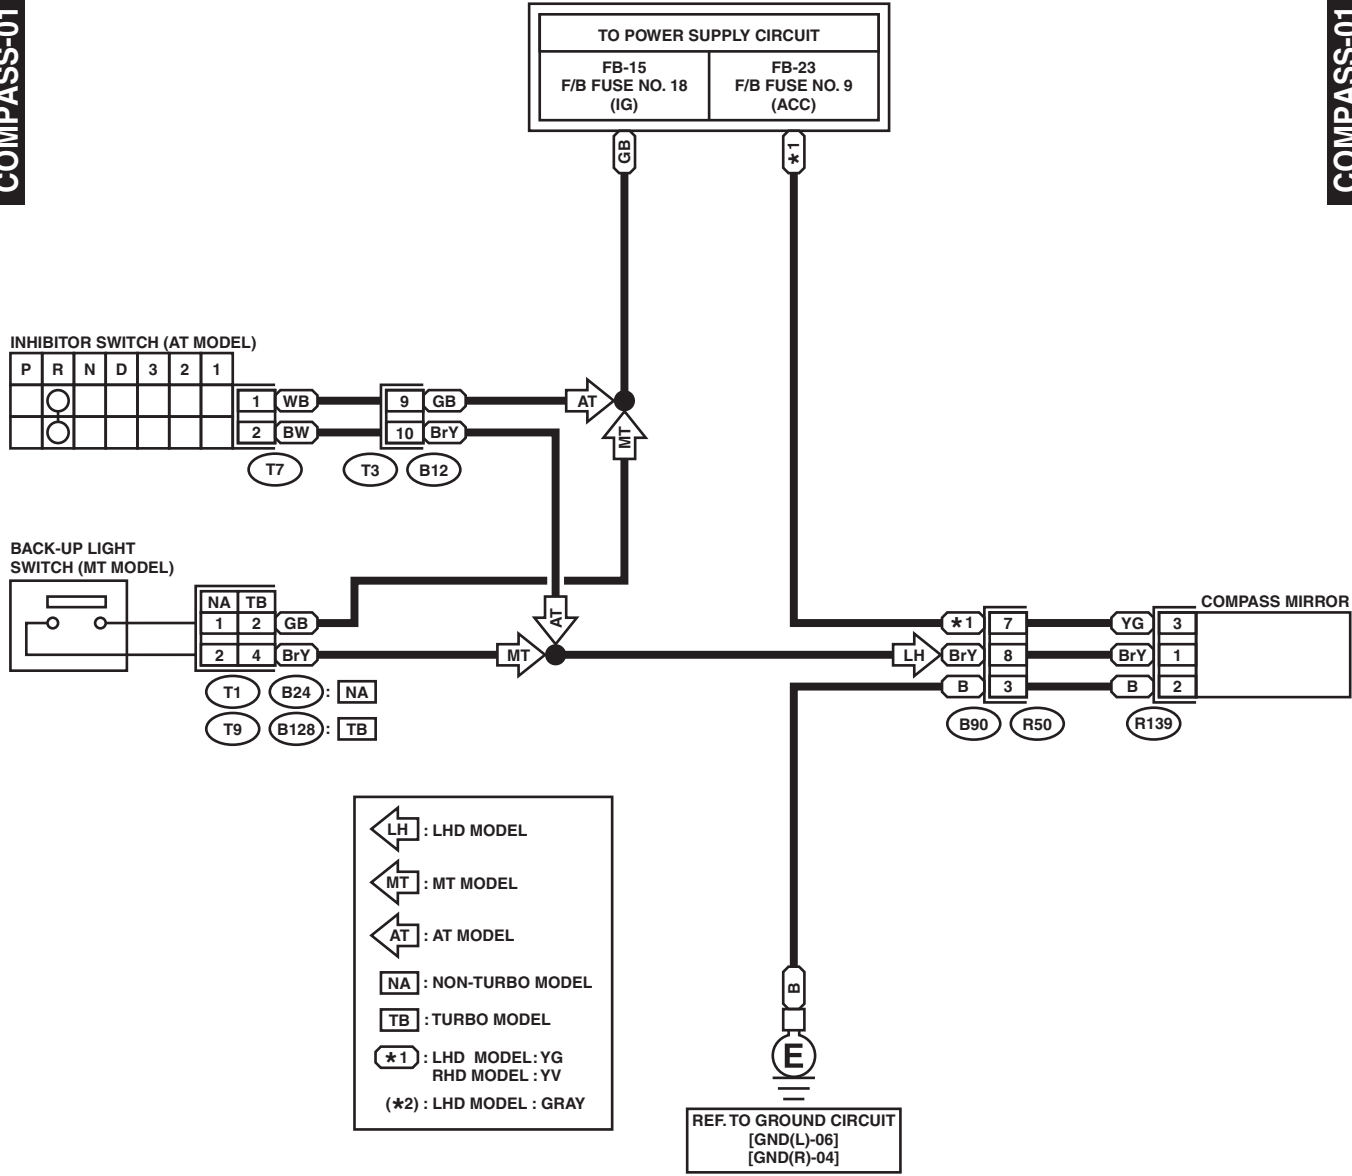 COMPASS-01
COMPASS-01
TO POWER SUPPLY CIRCUIT
FB-15
F/B FUSE NO. 18
(IG)
FB-23
F/B FUSE NO. 9
(ACC)
GB
*1
INHIBITOR SWITCH (AT MODEL)
P R N D 3 2 1
1 WB 9 GB AT
2 BW 10 BrY
MT
T7 T3 B12
BACK-UP LIGHT
SWITCH (MT MODEL)
NA TB
1 2 GB
2 4 BrY
AT
MT
T1 B24 : NA
T9 B128 : TB
COMPASS MIRROR
*1 7 YG 3
LH BrY 8 BrY 1
B 3 B 2
B90 R50 R139
LH : LHD MODEL
MT : MT MODEL
AT : AT MODEL
NA : NON-TURBO MODEL
TB : TURBO MODEL
*1 : LHD MODEL : YG
RHD MODEL : YV
(*2) : LHD MODEL : GRAY
B
E
REF. TO GROUND CIRCUIT
[GND(L)-06]
[GND(R)-04]